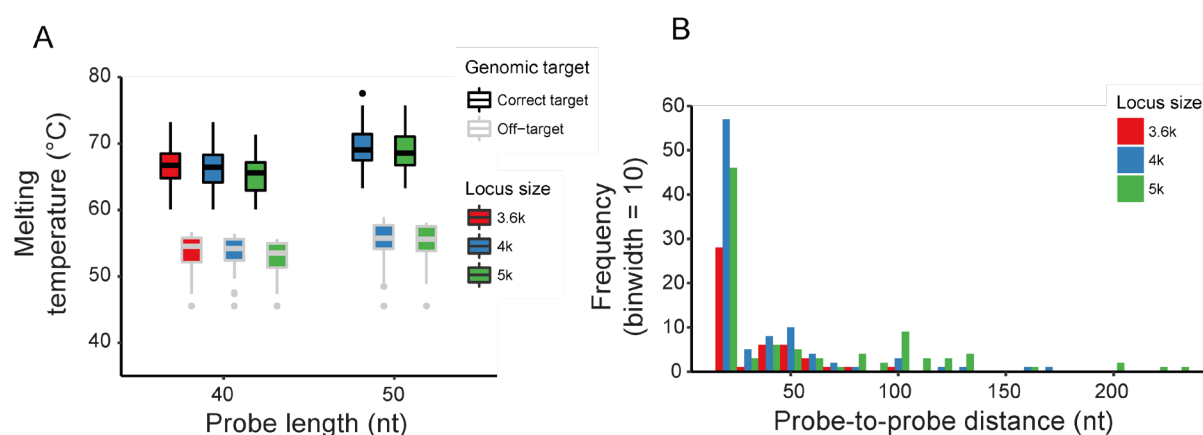 A
Melting
temperature (°C)
80
70
60
50
40
40
50
Probe length (nt)
Genomic target
Correct target
Off−target
Locus size
3.6k
4k
5k
B
Frequency
(binwidth = 10)
60
50
40
30
20
10
0
50
100
150
200
Probe-to-probe distance (nt)
Locus size
3.6k
4k
5k